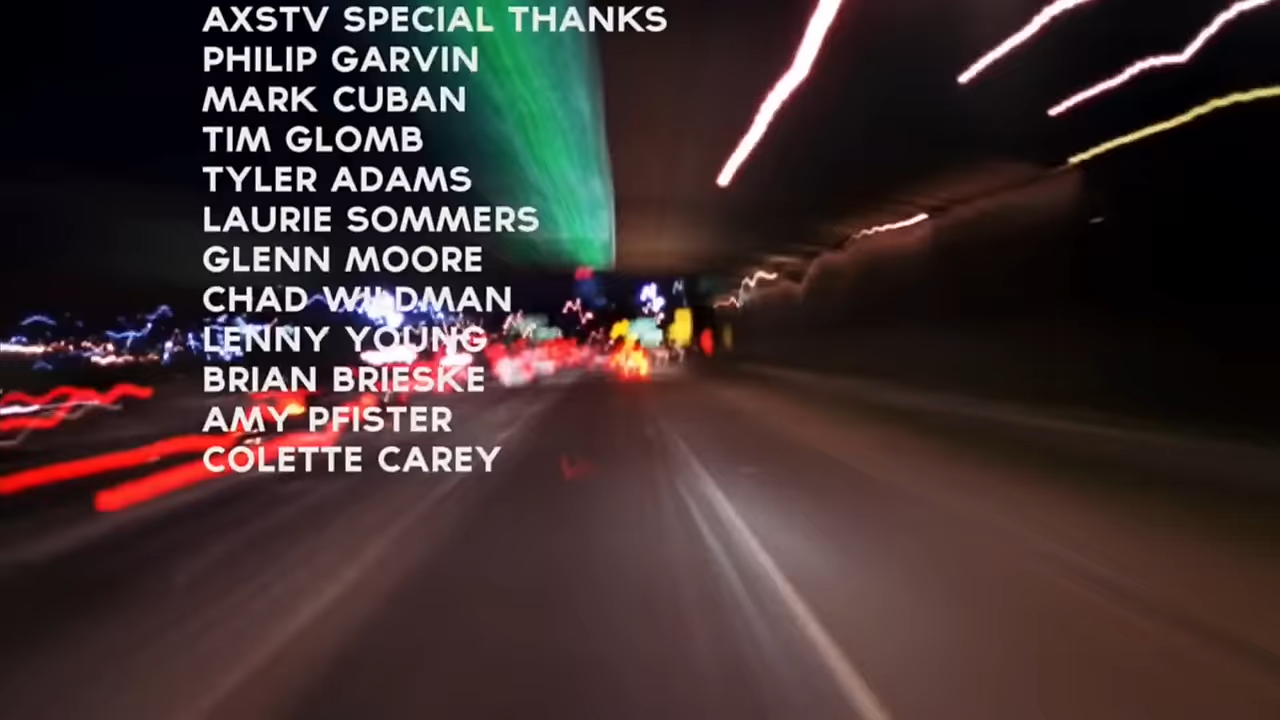 AXSTV SPECIAL THANKS
PHILIP GARVIN
MARK CUBAN
TIM GLOMB
TYLER ADAMS
LAURIE SOMMERS
GLENN MOORE
CHAD WILDMAN
LENNY YOUNG
BRIAN BRIESKE
AMY PFISTER
COLETTE CAREY